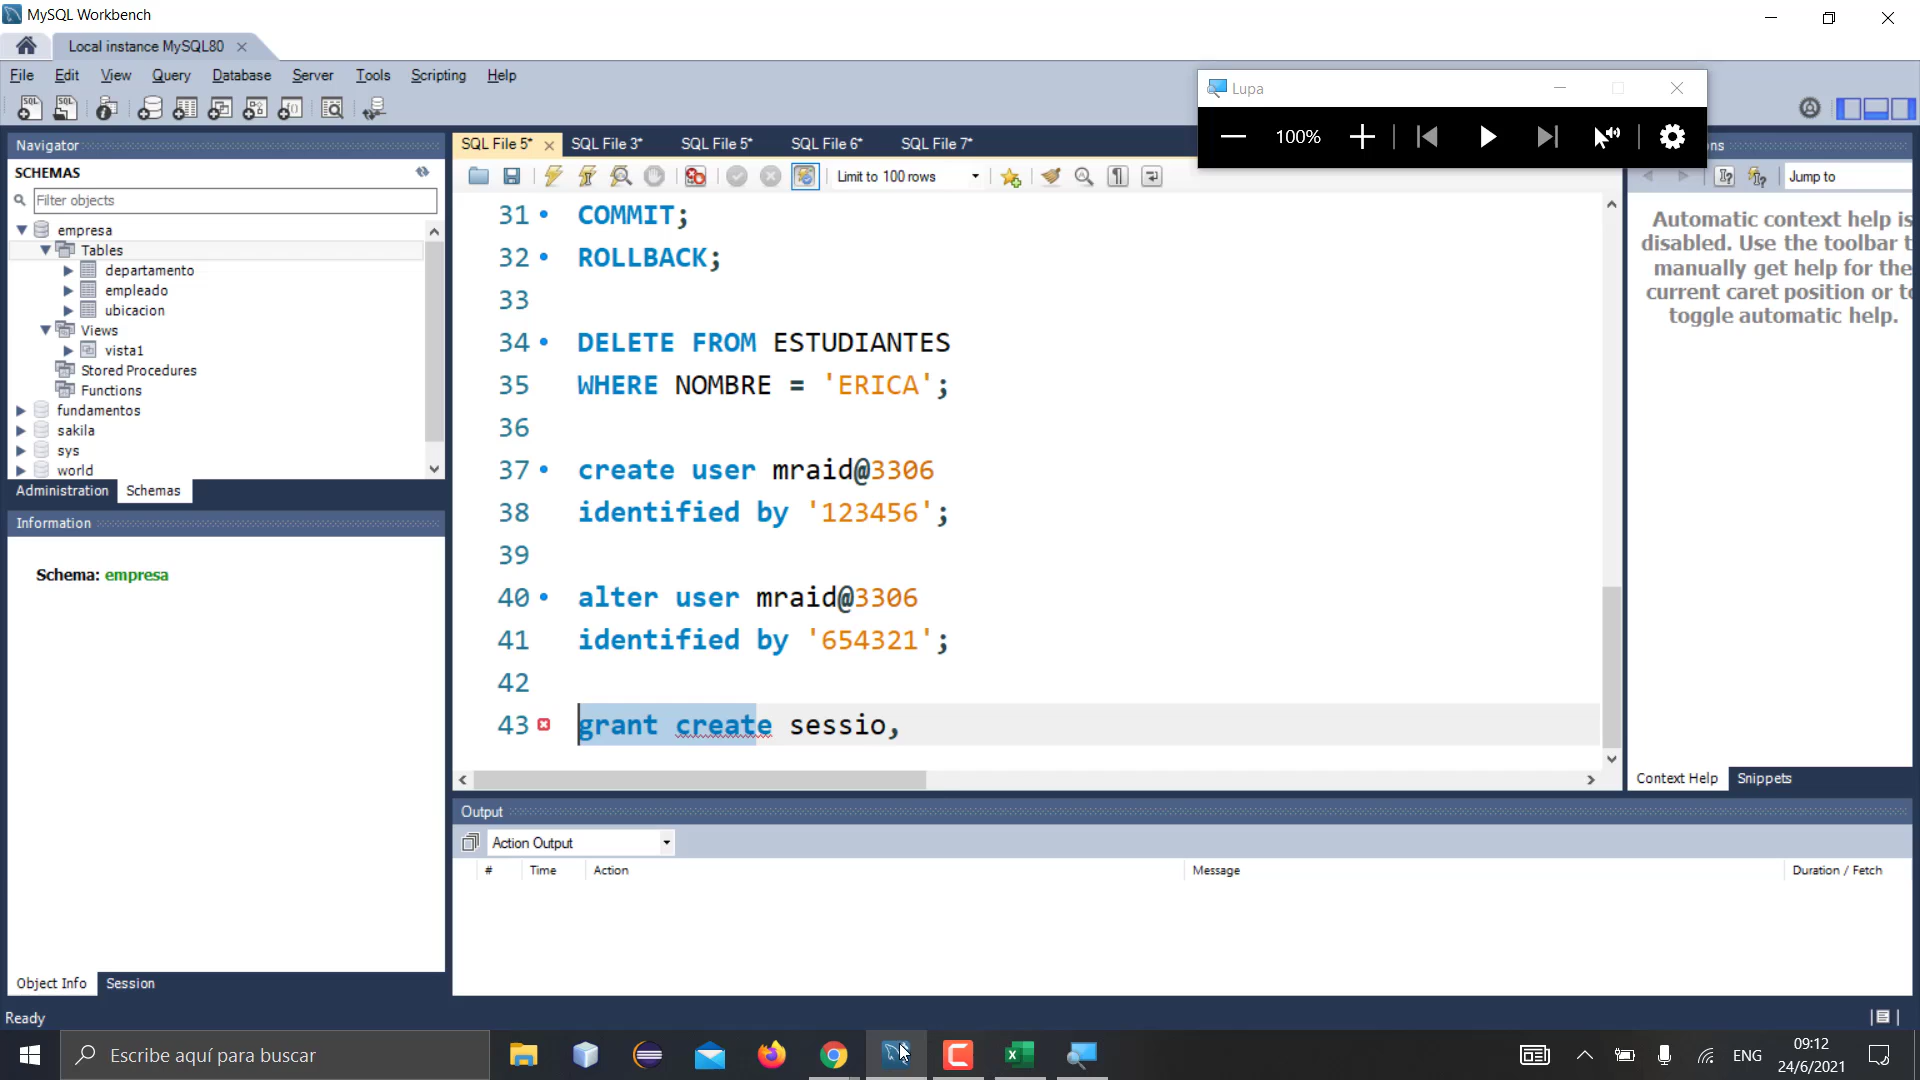 MySQL Workbench
Local instance MySQL80
File Edit View Query Database Server Tools Scripting Help
Lupa
100%
Navigator
SCHEMAS
Filter objects
empresa
Tables
departamento
empleado
ubicacion
Views
vista1
Stored Procedures
Functions
fundamentos
sakila
sys
world
Administration Schemas
Information
Schema: empresa
Object Info Session
SQL File 5* SQL File 3* SQL File 5* SQL File 6* SQL File 7*
Limit to 100 rows
31 COMMIT;
32 ROLLBACK;
33
34 DELETE FROM ESTUDIANTES
35 WHERE NOMBRE = 'ERICA';
36
37 create user mraid@3306
38 identified by '123456';
39
40 alter user mraid@3306
41 identified by '654321';
42
43 grant create sessio,
ns
Jump to
Automatic context help is
disabled. Use the toolbar t
manually get help for the
current caret position or to
toggle automatic help.
Context Help Snippets
Output
Action Output
# Time Action Message Duration / Fetch
Ready
Escribe aquí para buscar
ENG
09:12
24/6/2021